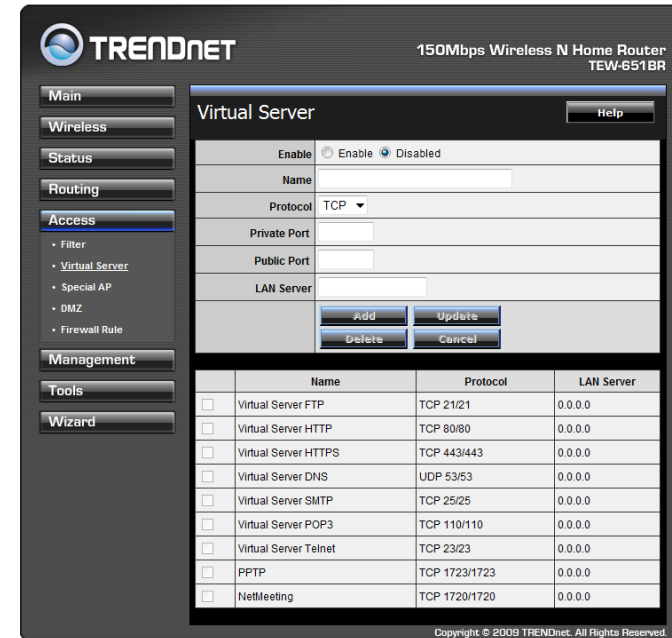 TRENDNET
150Mbps Wireless N Home Router
TEW-651BR
Main
Wireless
Status
Routing
Access
Filter
Virtual Server
Special AP
DMZ
Firewall Rule
Management
Tools
Wizard
Virtual Server
Help
Enable Enable Disabled
Name
Protocol TCP
Private Port
Public Port
LAN Server
Add Update
Delete Cancel
Name Protocol LAN Server
Virtual Server FTP TCP 21/21 0.0.0.0
Virtual Server HTTP TCP 80/80 0.0.0.0
Virtual Server HTTPS TCP 443/443 0.0.0.0
Virtual Server DNS UDP 53/53 0.0.0.0
Virtual Server SMTP TCP 25/25 0.0.0.0
Virtual Server POP3 TCP 110/110 0.0.0.0
Virtual Server Telnet TCP 23/23 0.0.0.0
PPTP TCP 1723/1723 0.0.0.0
NetMeeting TCP 1720/1720 0.0.0.0
Copyright © 2009 TRENDnet. All Rights Reserved.